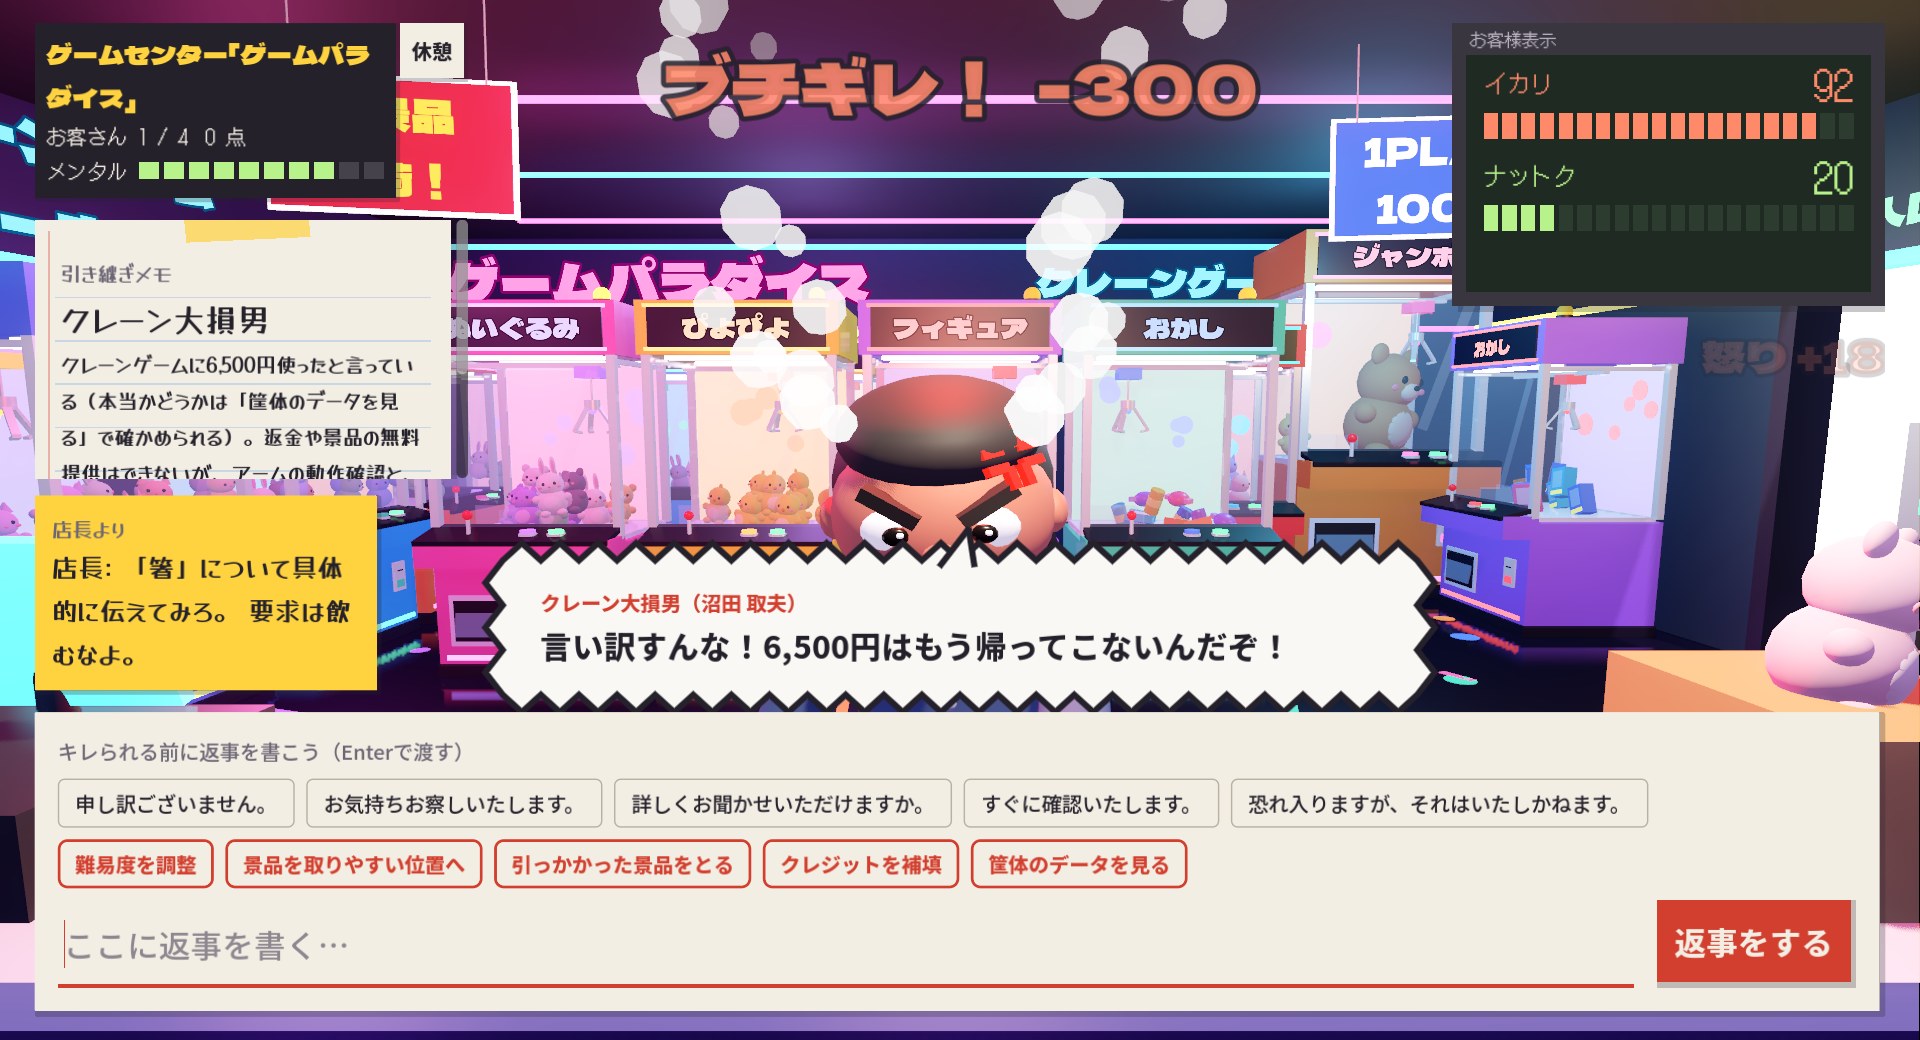 ゲームセンター「ゲームパラ
ダイス」
お客さん 1/4 0点
メンタル
休憩
ブチギレ! -300
お客様表示
イカリ 92
ナットク 20
怒り +18
引き継ぎメモ
クレーン大損男
クレーンゲームに6,500円使ったと言ってい
る（本当かどうかは「筐体のデータを見
る」で確かめられる）。返金や景品の無料
提供はできないが、アームの動作確認と、
店長より
店長: 「箸」について具体
的に伝えてみろ。 要求は飲
むなよ。
1PL
100
ゲームパラダイス
クレーンゲー
ぬいぐるみ
ぴよぴよ
フィギュア
おかし
ジャンボ
おかし
クレーン大損男（沼田 取夫）
言い訳すんな！6,500円はもう帰ってこないんだぞ！
キレられる前に返事を書こう（Enterで渡す）
申し訳ございません。
お気持ちお察しいたします。
詳しくお聞かせいただけますか。
すぐに確認いたします。
恐れ入りますが、それはいたしかねます。
難易度を調整
景品を取りやすい位置へ
引っかかった景品をとる
クレジットを補填
筐体のデータを見る
ここに返事を書く…
返事をする